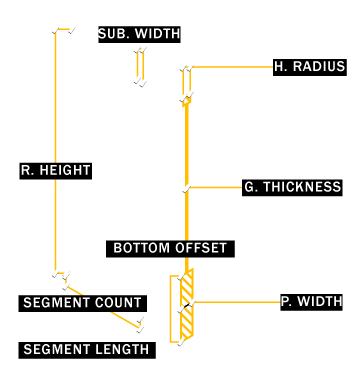 SUB. WIDTH
H. RADIUS
R. HEIGHT
G. THICKNESS
BOTTOM OFFSET
SEGMENT COUNT
P. WIDTH
SEGMENT LENGTH